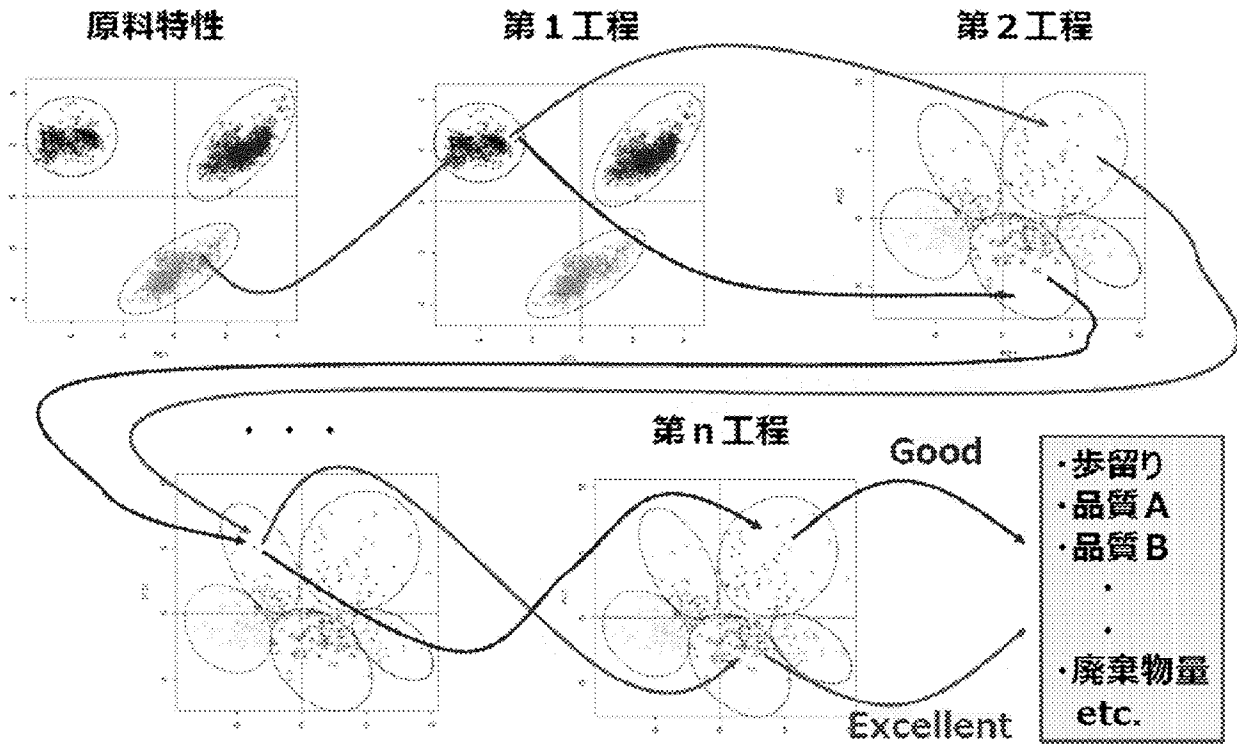 原料特性
第1工程
第2工程
・・・
第n工程
Good
Excellent
・歩留り
・品質A
・品質B
・
・
・廃棄物量
etc.